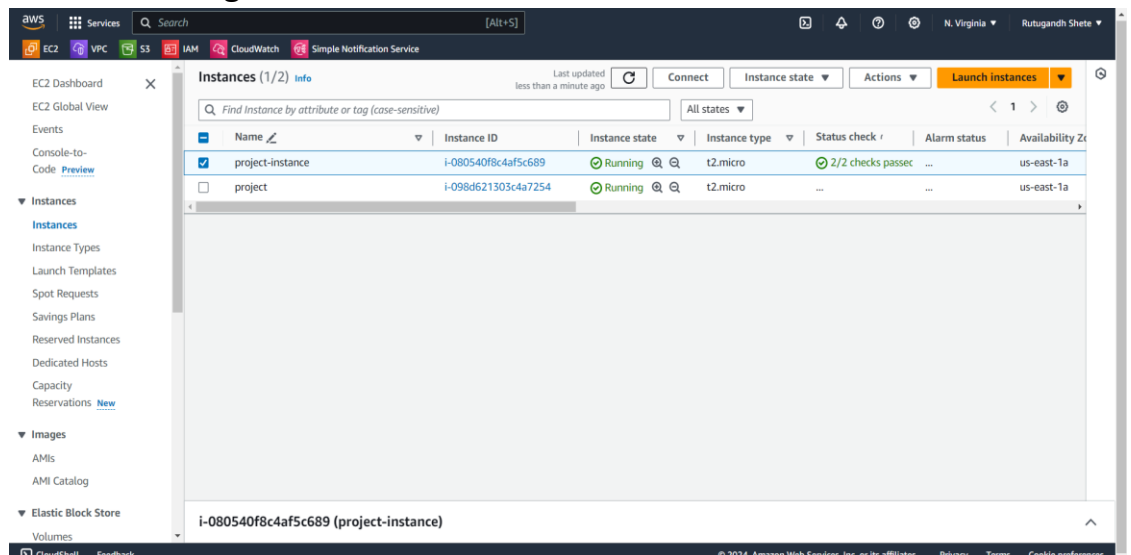 aws Services Search [Alt+S] N. Virginia ▼ Rutugandh Shete ▼
EC2 VPC S3 IAM CloudWatch Simple Notification Service
EC2 Dashboard
EC2 Global View
Events
Console-to-
Code Preview
▼ Instances
Instances
Instance Types
Launch Templates
Spot Requests
Savings Plans
Reserved Instances
Dedicated Hosts
Capacity
Reservations New
▼ Images
AMIs
AMI Catalog
▼ Elastic Block Store
Volumes
Instances (1/2) Info
Last updated
less than a minute ago
Connect Instance state ▼ Actions ▼ Launch instances ▼
Find Instance by attribute or tag (case-sensitive) All states ▼ < 1 >
Name Instance ID Instance state Instance type Status check Alarm status Availability Zo
project-instance i-080540f8c4af5c689 Running t2.micro 2/2 checks passec ... us-east-1a
project i-098d621303c4a7254 Running t2.micro ... ... us-east-1a
i-080540f8c4af5c689 (project-instance)
CloudShell Feedback © 2024, Amazon Web Services, Inc. or its affiliates. Privacy Terms Cookie preferences